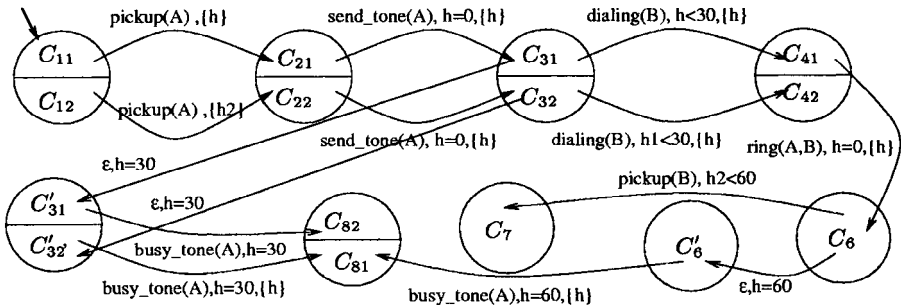 pickup(A) ,{h}
send_tone(A), h=0,{h}
dialing(B), h<30,{h}
C11
C21
C31
C41
C12
C22
C32
C42
pickup(A) ,{h2}
send_tone(A), h=0,{h}
dialing(B), h1<30,{h}
ring(A,B), h=0,{h}
ε,h=30
ε,h=30
pickup(B), h2<60
C'31
C82
C7
C'6
C6
C'32'
C81
busy_tone(A),h=30
busy_tone(A),h=30,{h}
busy_tone(A),h=60,{h}
ε,h=60